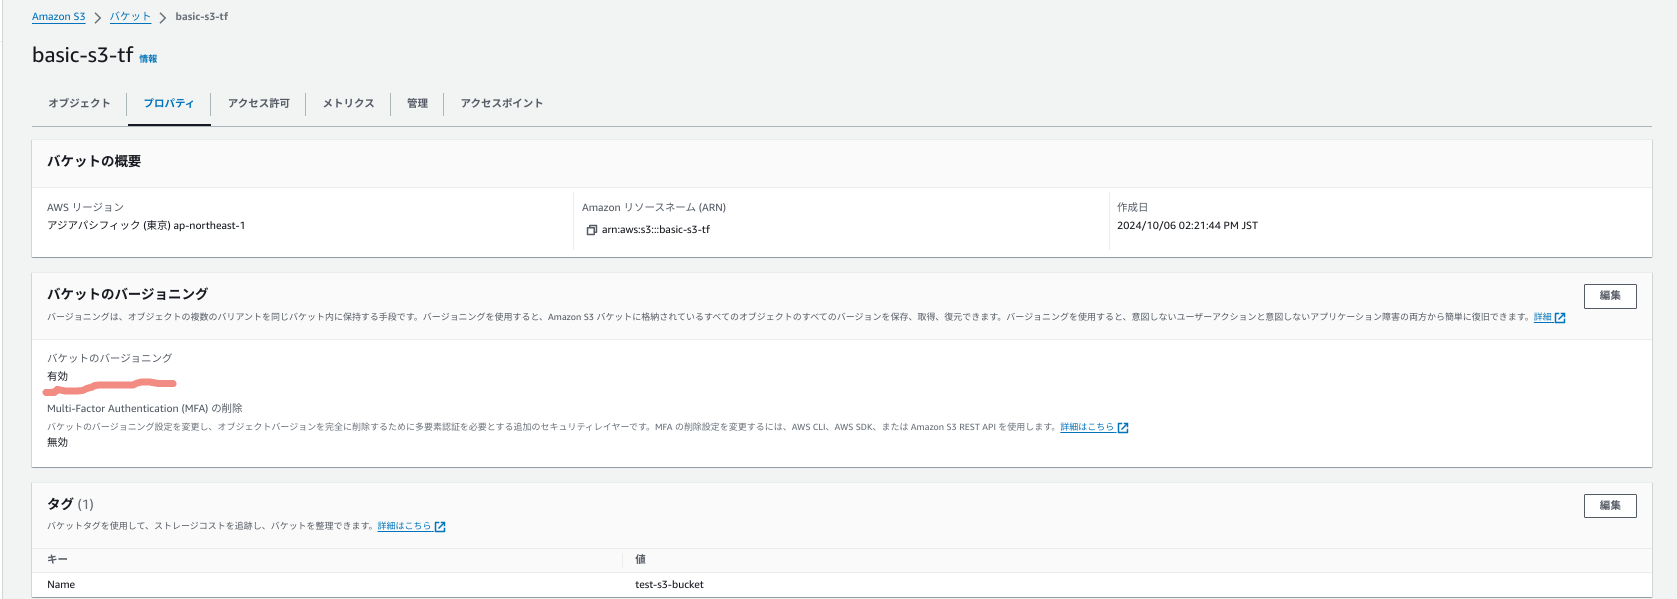 Amazon S3 > バケット > basic-s3-tf
basic-s3-tf 情報
オブジェクト プロパティ アクセス許可 メトリクス 管理 アクセスポイント
バケットの概要
AWS リージョン
アジアパシフィック (東京) ap-northeast-1
Amazon リソースネーム (ARN)
arn:aws:s3:::basic-s3-tf
作成日
2024/10/06 02:21:44 PM JST
バケットのバージョニング
編集
バージョニングは、オブジェクトの複数のバリアントを同じバケット内に保持する手段です。バージョニングを使用すると、Amazon S3 バケットに格納されているすべてのオブジェクトのすべてのバージョンを保存、取得、復元できます。バージョニングを使用すると、意図しないユーザーアクションと意図しないアプリケーション障害の両方から簡単に復旧できます。詳細
バケットのバージョニング
有効
Multi-Factor Authentication (MFA) の削除
バケットのバージョニング設定を変更し、オブジェクトバージョンを完全に削除するために多要素認証を必要とする追加のセキュリティレイヤーです。MFA の削除設定を変更するには、AWS CLI、AWS SDK、または Amazon S3 REST API を使用します。詳細はこちら
無効
タグ (1)
編集
バケットタグを使用して、ストレージコストを追跡し、バケットを整理できます。詳細はこちら
キー 値
Name test-s3-bucket